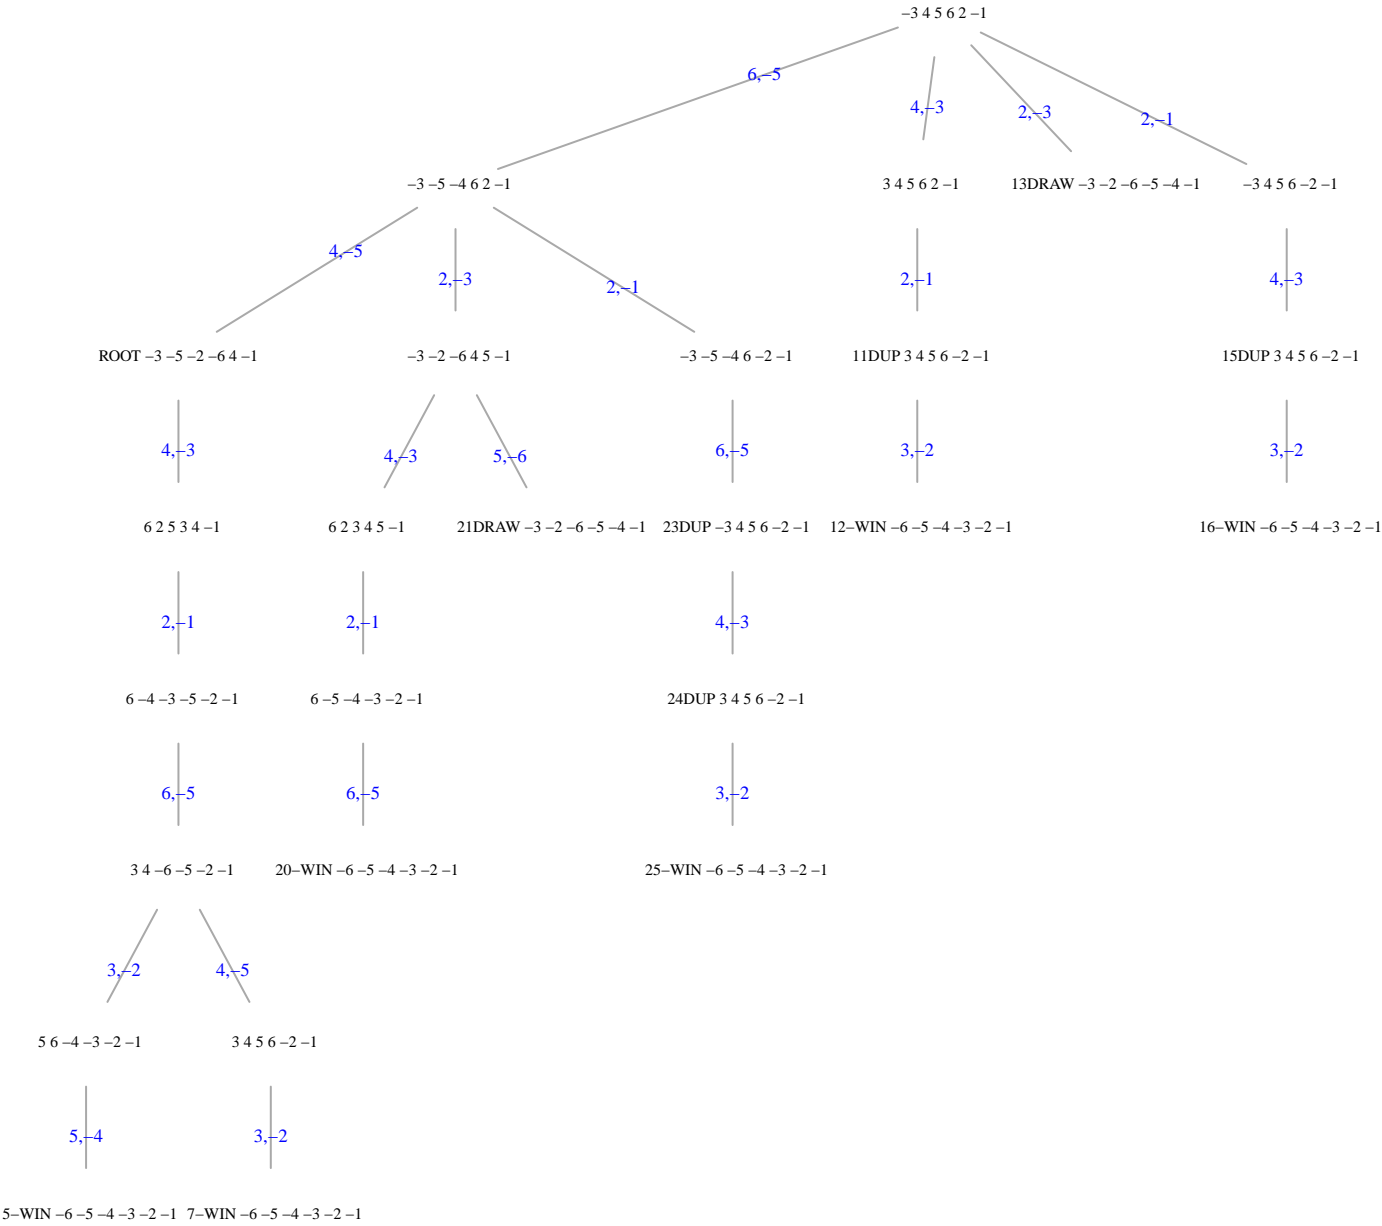 −3 4 5 6 2 −1
6,−5
4,−3
2,−3
2,−1
−3 −5 −4 6 2 −1
3 4 5 6 2 −1
13DRAW −3 −2 −6 −5 −4 −1
−3 4 5 6 −2 −1
4,−5
2,−3
2,−1
2,−1
4,−3
ROOT −3 −5 −2 −6 4 −1
−3 −2 −6 4 5 −1
−3 −5 −4 6 −2 −1
11DUP 3 4 5 6 −2 −1
15DUP 3 4 5 6 −2 −1
4,−3
4,−3
5,−6
6,−5
3,−2
3,−2
6 2 5 3 4 −1
6 2 3 4 5 −1
21DRAW −3 −2 −6 −5 −4 −1
23DUP −3 4 5 6 −2 −1
12−WIN −6 −5 −4 −3 −2 −1
16−WIN −6 −5 −4 −3 −2 −1
2,−1
2,−1
4,−3
6 −4 −3 −5 −2 −1
6 −5 −4 −3 −2 −1
24DUP 3 4 5 6 −2 −1
6,−5
6,−5
3,−2
3 4 −6 −5 −2 −1
20−WIN −6 −5 −4 −3 −2 −1
25−WIN −6 −5 −4 −3 −2 −1
3,−2
4,−5
5 6 −4 −3 −2 −1
3 4 5 6 −2 −1
5,−4
3,−2
5−WIN −6 −5 −4 −3 −2 −1
7−WIN −6 −5 −4 −3 −2 −1